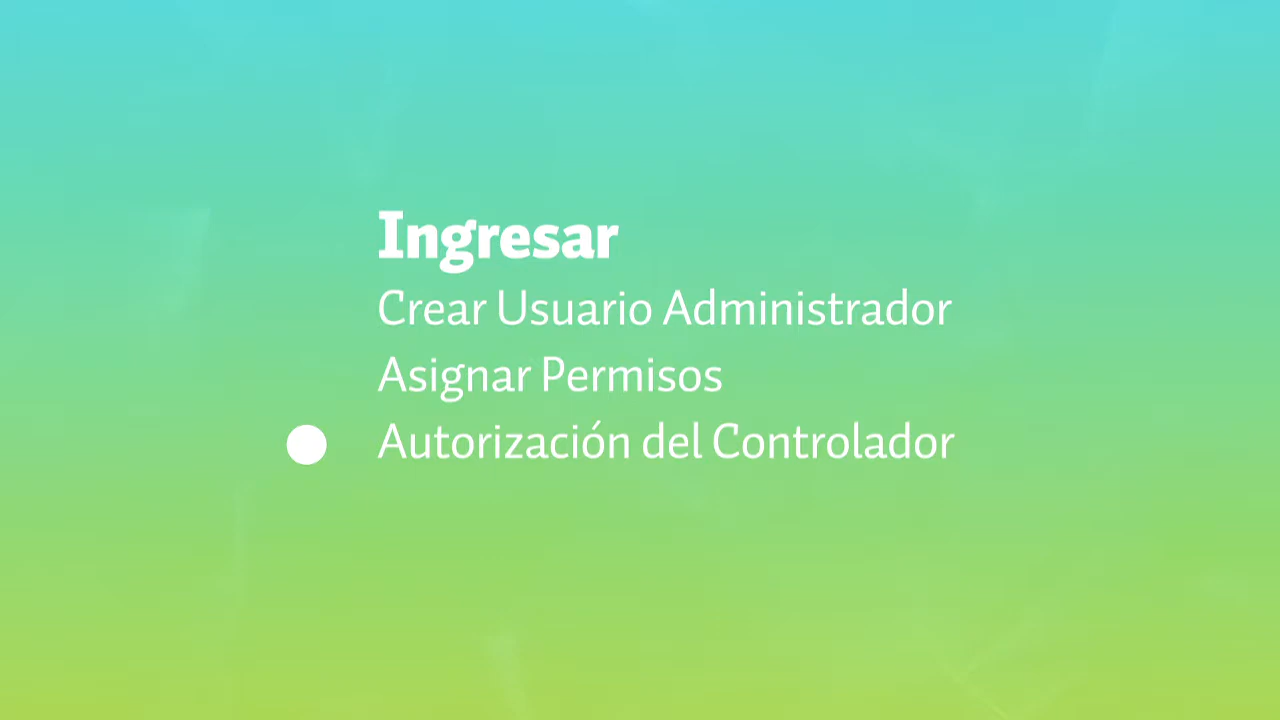 Ingresar
Crear Usuario Administrador
Asignar Permisos
Autorización del Controlador